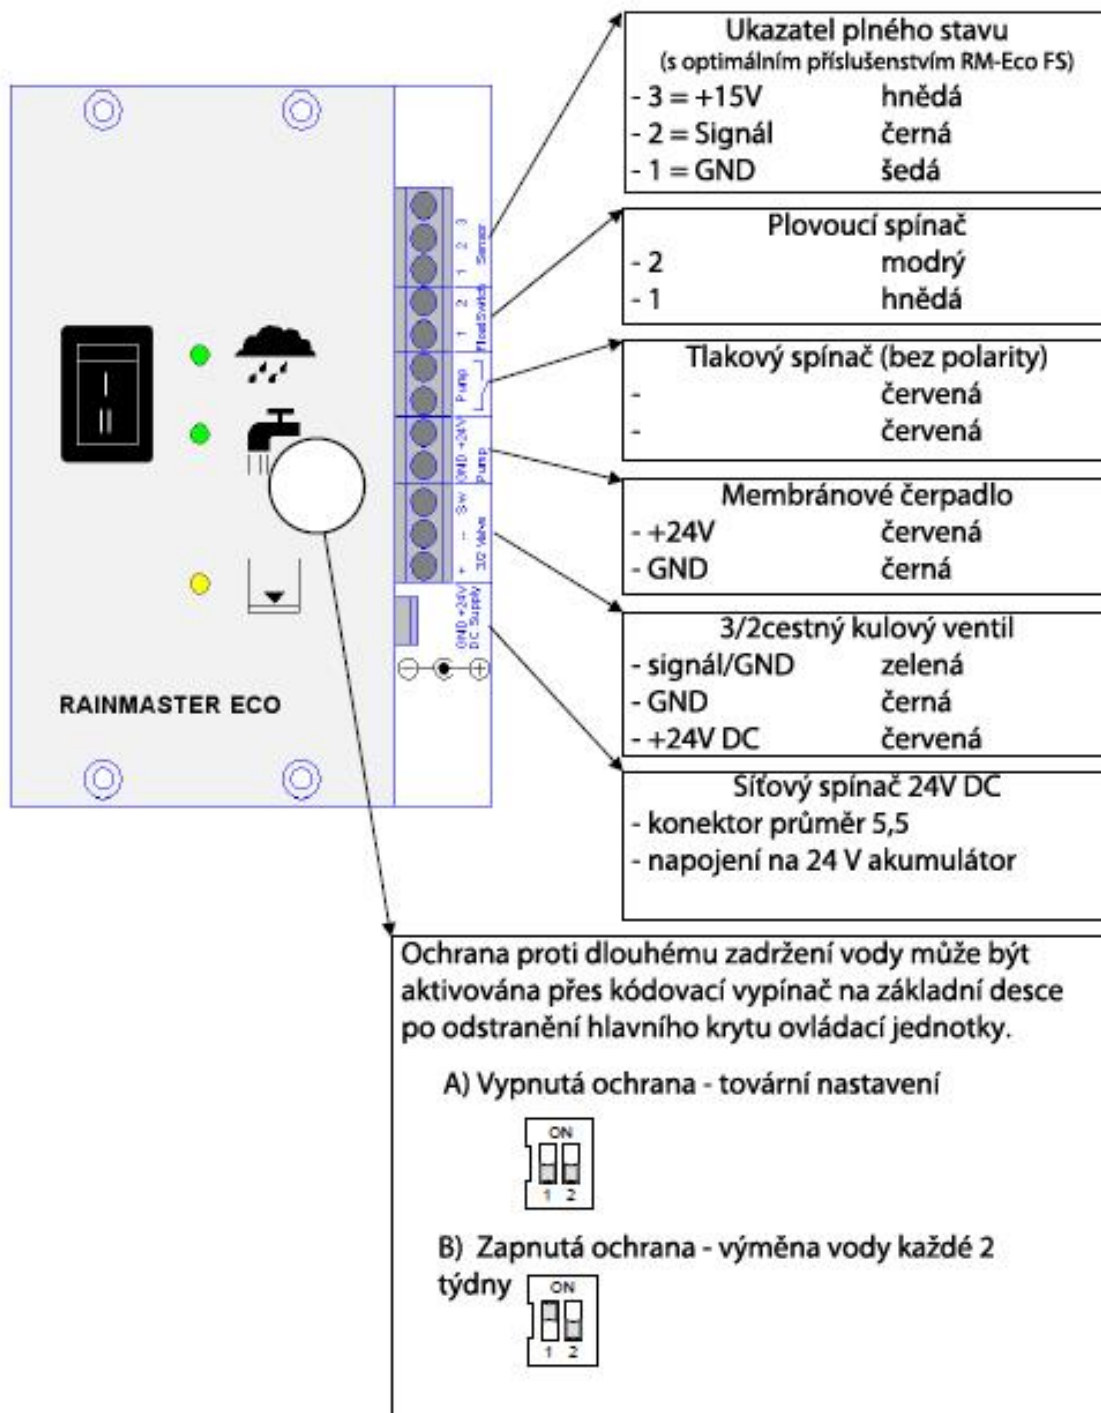 Ukazatel plného stavu
(s optimálním příslušenstvím RM-Eco FS)
- 3 = +15V hnědá
- 2 = Signál černá
- 1 = GND šedá
Plovoucí spínač
- 2 modrý
- 1 hnědá
Tlakový spínač (bez polarity)
- červená
- červená
Membránové čerpadlo
- +24V červená
- GND černá
3/2cestný kulový ventil
- signál/GND zelená
- GND černá
- +24V DC červená
Síťový spínač 24V DC
- konektor průměr 5,5
- napojení na 24 V akumulátor
1 2 3
Sensor
1 2
Float Switch
Pump
GND +24V
Pump
+ -- SW
3/2 Valve
GND +24V
DC Supply
RAINMASTER ECO
Ochrana proti dlouhému zadržení vody může být
aktivována přes kódovací vypínač na základní desce
po odstranění hlavního krytu ovládací jednotky.
A) Vypnutá ochrana - tovární nastavení
ON
1 2
B) Zapnutá ochrana - výměna vody každé 2
týdny
ON
1 2